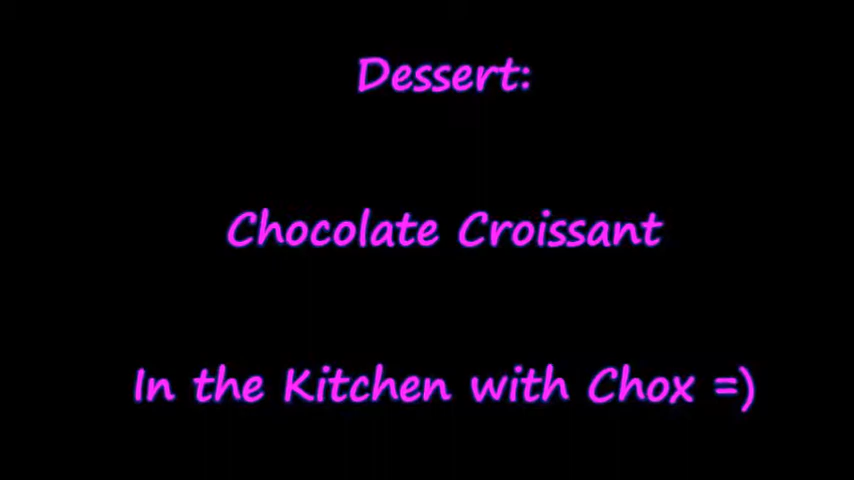 Dessert:
Chocolate Croissant
In the Kitchen with Chox =)